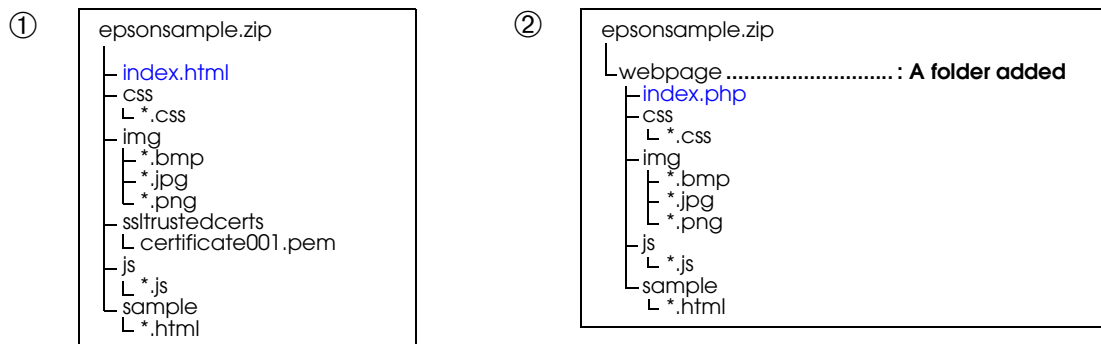 ①
epsonsample.zip
index.html
css
*.css
img
*.bmp
*.jpg
*.png
ssltrustedcerts
certificate001.pem
js
*.js
sample
*.html
②
epsonsample.zip
webpage ............................ : A folder added
index.php
css
*.css
img
*.bmp
*.jpg
*.png
js
*.js
sample
*.html